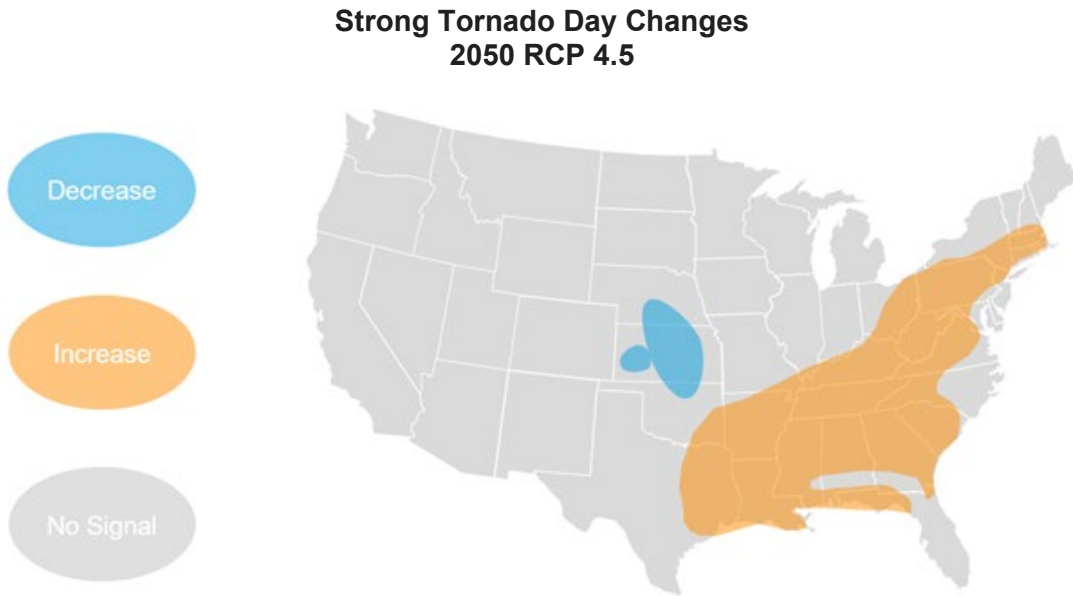 Strong Tornado Day Changes
2050 RCP 4.5
Decrease
Increase
No Signal